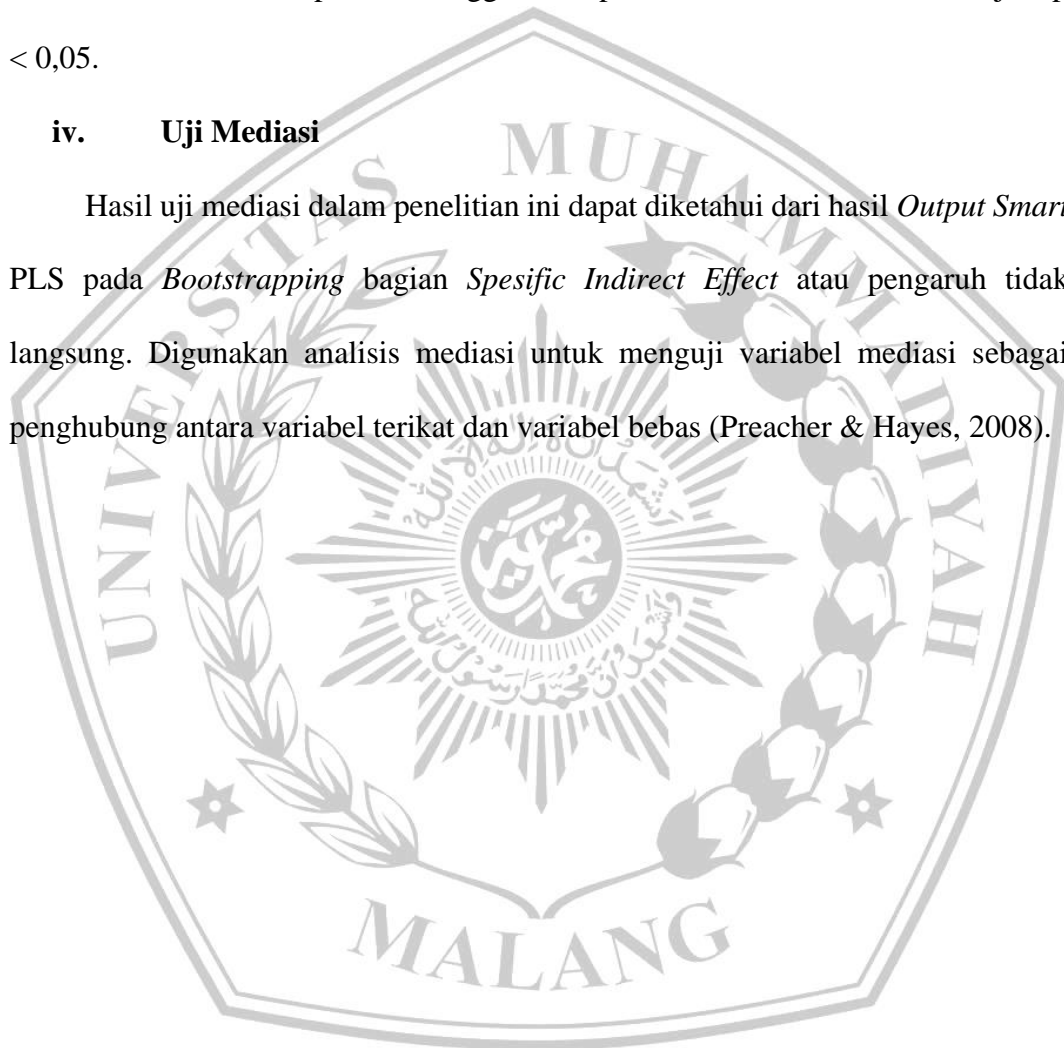 < 0,05.
iv. Uji Mediasi
Hasil uji mediasi dalam penelitian ini dapat diketahui dari hasil Output Smart
PLS pada Bootstrapping bagian Spesific Indirect Effect atau pengaruh tidak
langsung. Digunakan analisis mediasi untuk menguji variabel mediasi sebagai
penghubung antara variabel terikat dan variabel bebas (Preacher & Hayes, 2008).
UNIVERSITAS MUHAMMADIYAH
MALANG